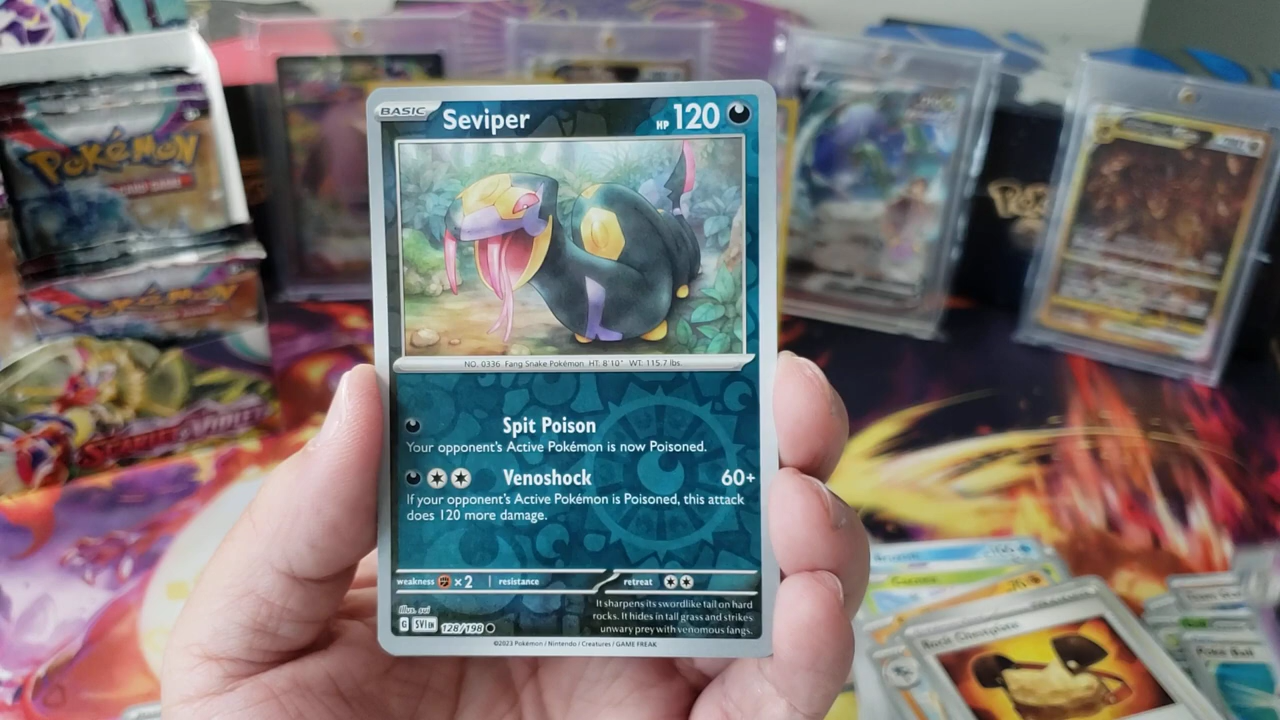 POKéMON
POKéMON
SCARLET & VIOLET
BASIC
Seviper
HP 120
NO. 0336 Fang Snake Pokémon HT: 8'10" WT: 115.7 lbs.
Spit Poison
Your opponent's Active Pokémon is now Poisoned.
Venoshock 60+
If your opponent's Active Pokémon is Poisoned, this attack
does 120 more damage.
weakness ×2 resistance retreat
It sharpens its swordlike tail on hard
rocks. It hides in tall grass and strikes
unwary prey with venomous fangs.
Illus. sui
G SVI EN 128/198
©2023 Pokémon / Nintendo / Creatures / GAME FREAK
Rock Chestplate
Poké Ball